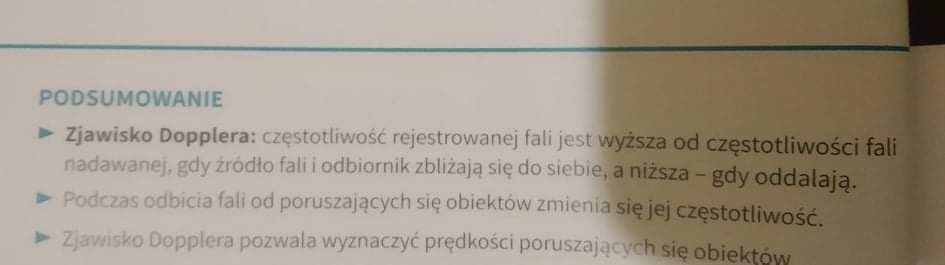 PODSUMOWANIE
► Zjawisko Dopplera: częstotliwość rejestrowanej fali jest wyższa od częstotliwości fali
nadawanej, gdy źródło fali i odbiornik zbliżają się do siebie, a niższa – gdy oddalają.
► Podczas odbicia fali od poruszających się obiektów zmienia się jej częstotliwość.
► Zjawisko Dopplera pozwala wyznaczyć prędkości poruszających się obiektów